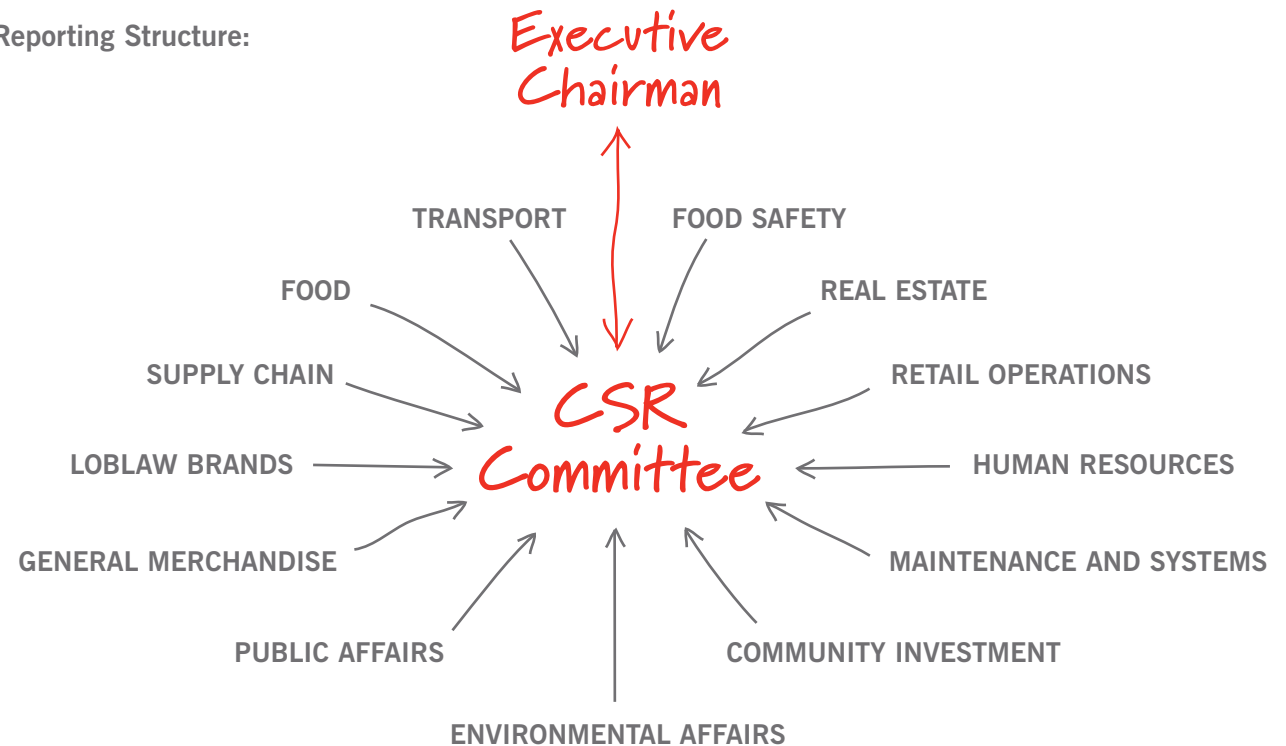 Reporting Structure:
Executive
Chairman
TRANSPORT
FOOD SAFETY
FOOD
REAL ESTATE
SUPPLY CHAIN
RETAIL OPERATIONS
CSR
Committee
LOBLAW BRANDS
HUMAN RESOURCES
GENERAL MERCHANDISE
MAINTENANCE AND SYSTEMS
PUBLIC AFFAIRS
COMMUNITY INVESTMENT
ENVIRONMENTAL AFFAIRS